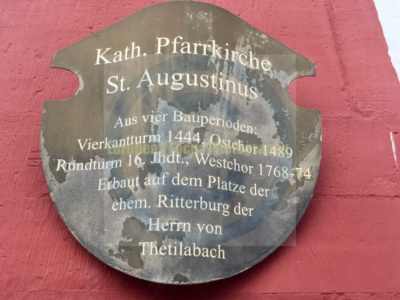 Kath. Pfarrkirche
St. Augustinus
Aus vier Bauperioden:
Vierkantturm 1444, Ostchor 1489
Rundturm 16. Jhdt., Westchor 1768-74
Erbaut auf dem Platze der
ehem. Ritterburg der
Herrn von
Thetilabach